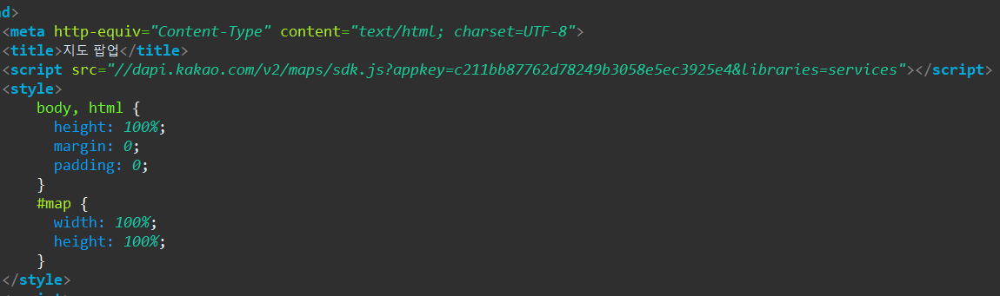 nd>
<meta http-equiv="Content-Type" content="text/html; charset=UTF-8">
<title>지도 팝업</title>
<script src="//dapi.kakao.com/v2/maps/sdk.js?appkey=c211bb87762d78249b3058e5ec3925e4&libraries=services"></script>
<style>
body, html {
height: 100%;
margin: 0;
padding: 0;
}
#map {
width: 100%;
height: 100%;
}
</style>